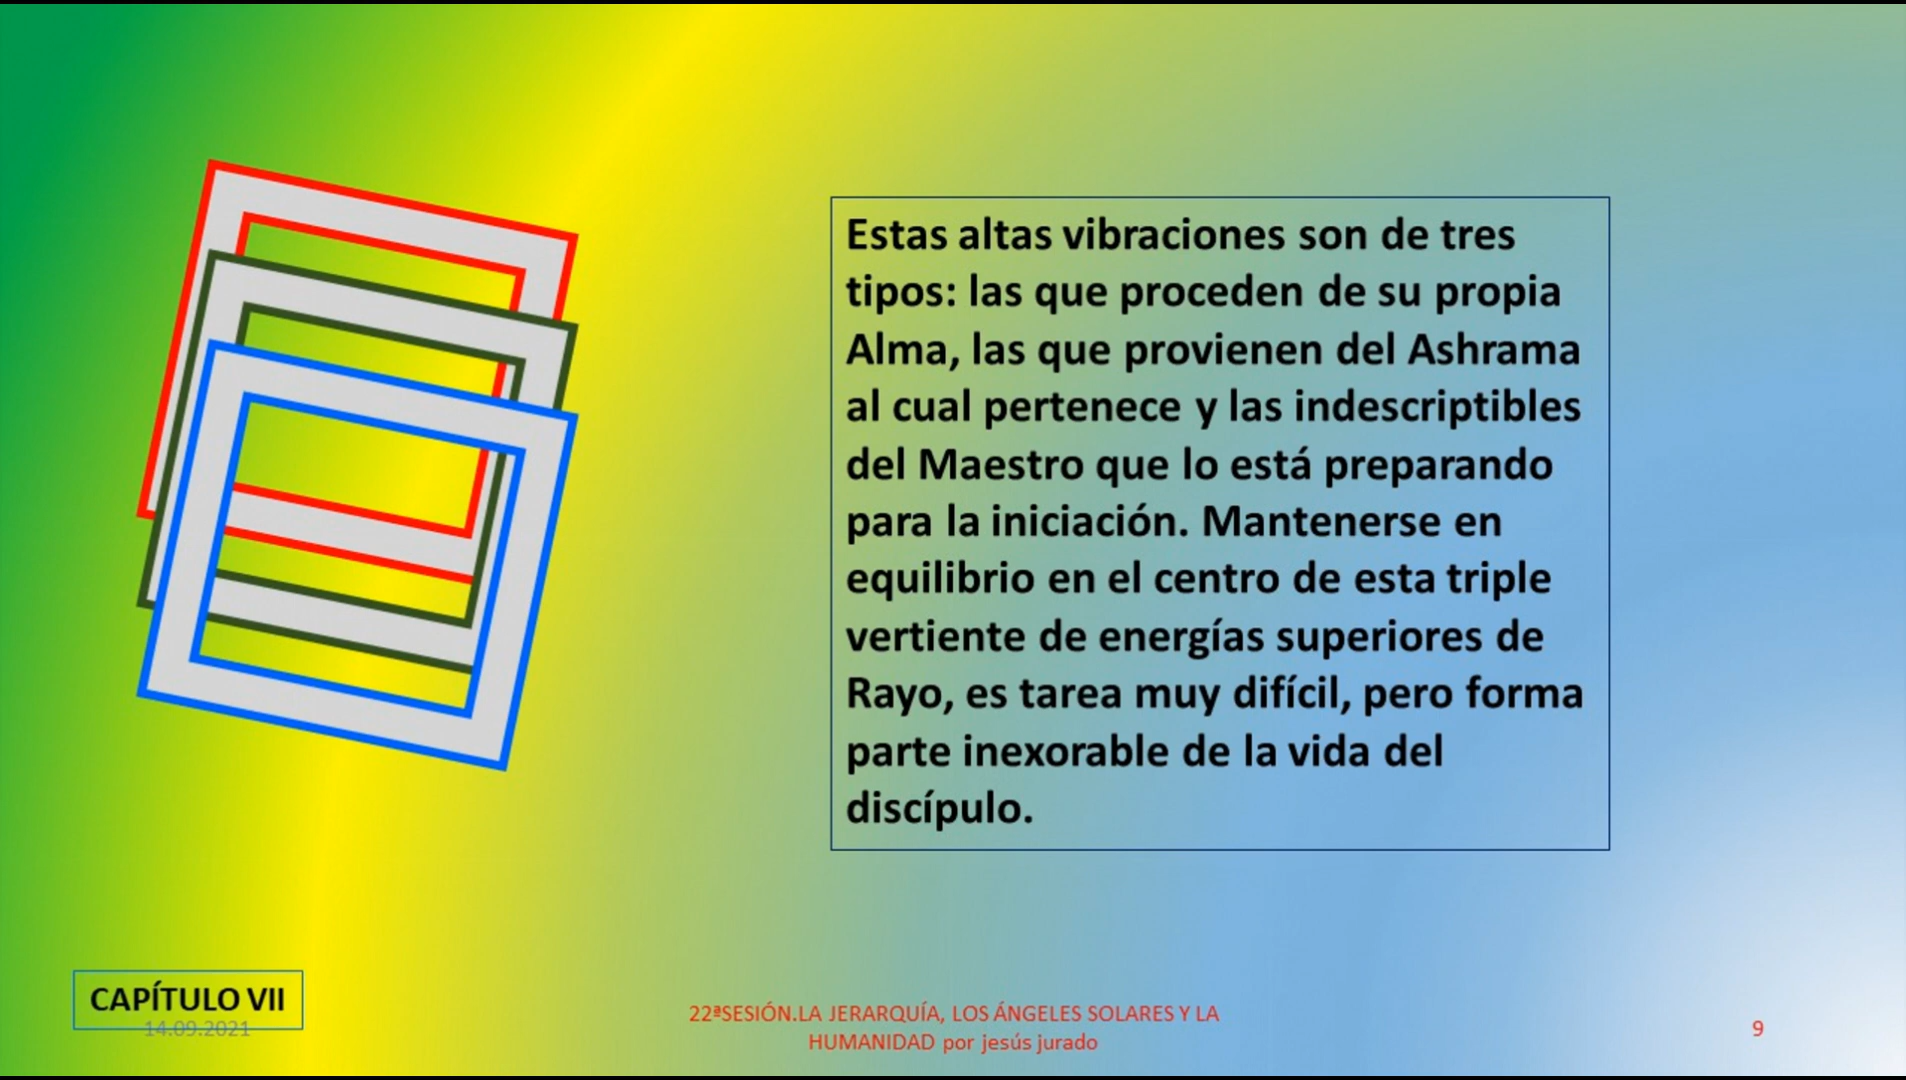 Estas altas vibraciones son de tres
tipos: las que proceden de su propia
Alma, las que provienen del Ashrama
al cual pertenece y las indescriptibles
del Maestro que lo está preparando
para la iniciación. Mantenerse en
equilibrio en el centro de esta triple
vertiente de energías superiores de
Rayo, es tarea muy difícil, pero forma
parte inexorable de la vida del
discípulo.
CAPÍTULO VII
14.09.2021
22ªSESIÓN.LA JERARQUÍA, LOS ÁNGELES SOLARES Y LA
HUMANIDAD por jesús jurado
9